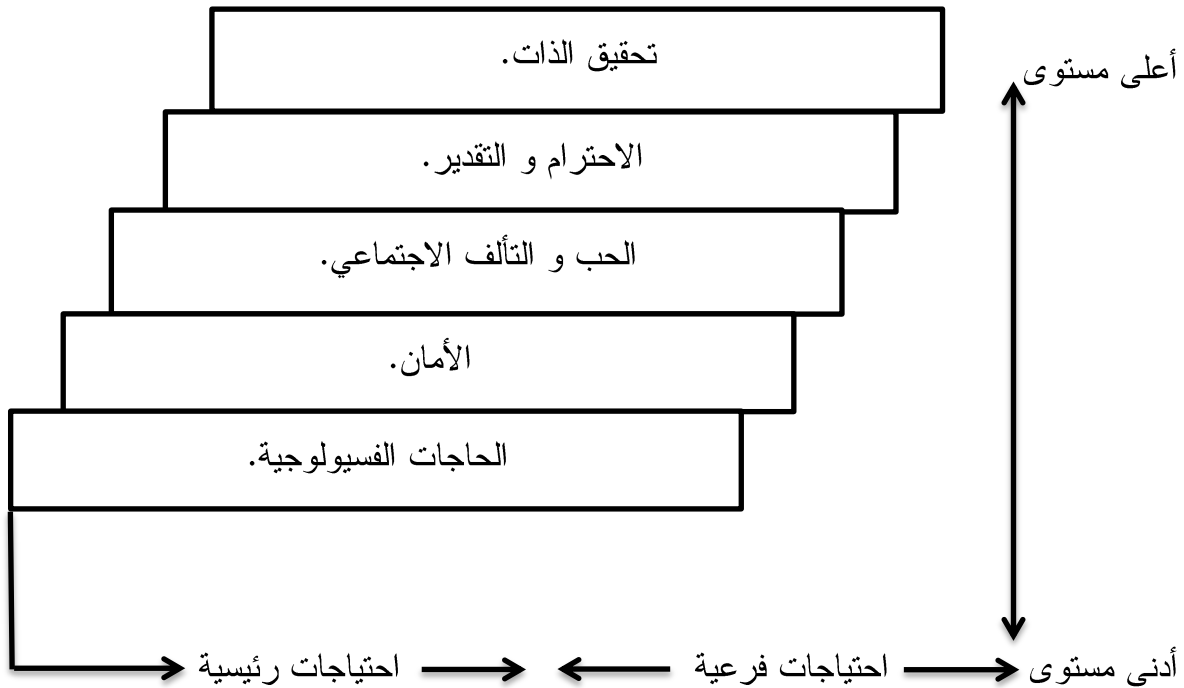 تحقيق الذات.
أعلى مستوى
الاحترام و التقدير.
الحب و التألف الاجتماعي.
الأمان.
الحاجات الفسيولوجية.
أدنى مستوى
احتياجات فرعية
احتياجات رئيسية